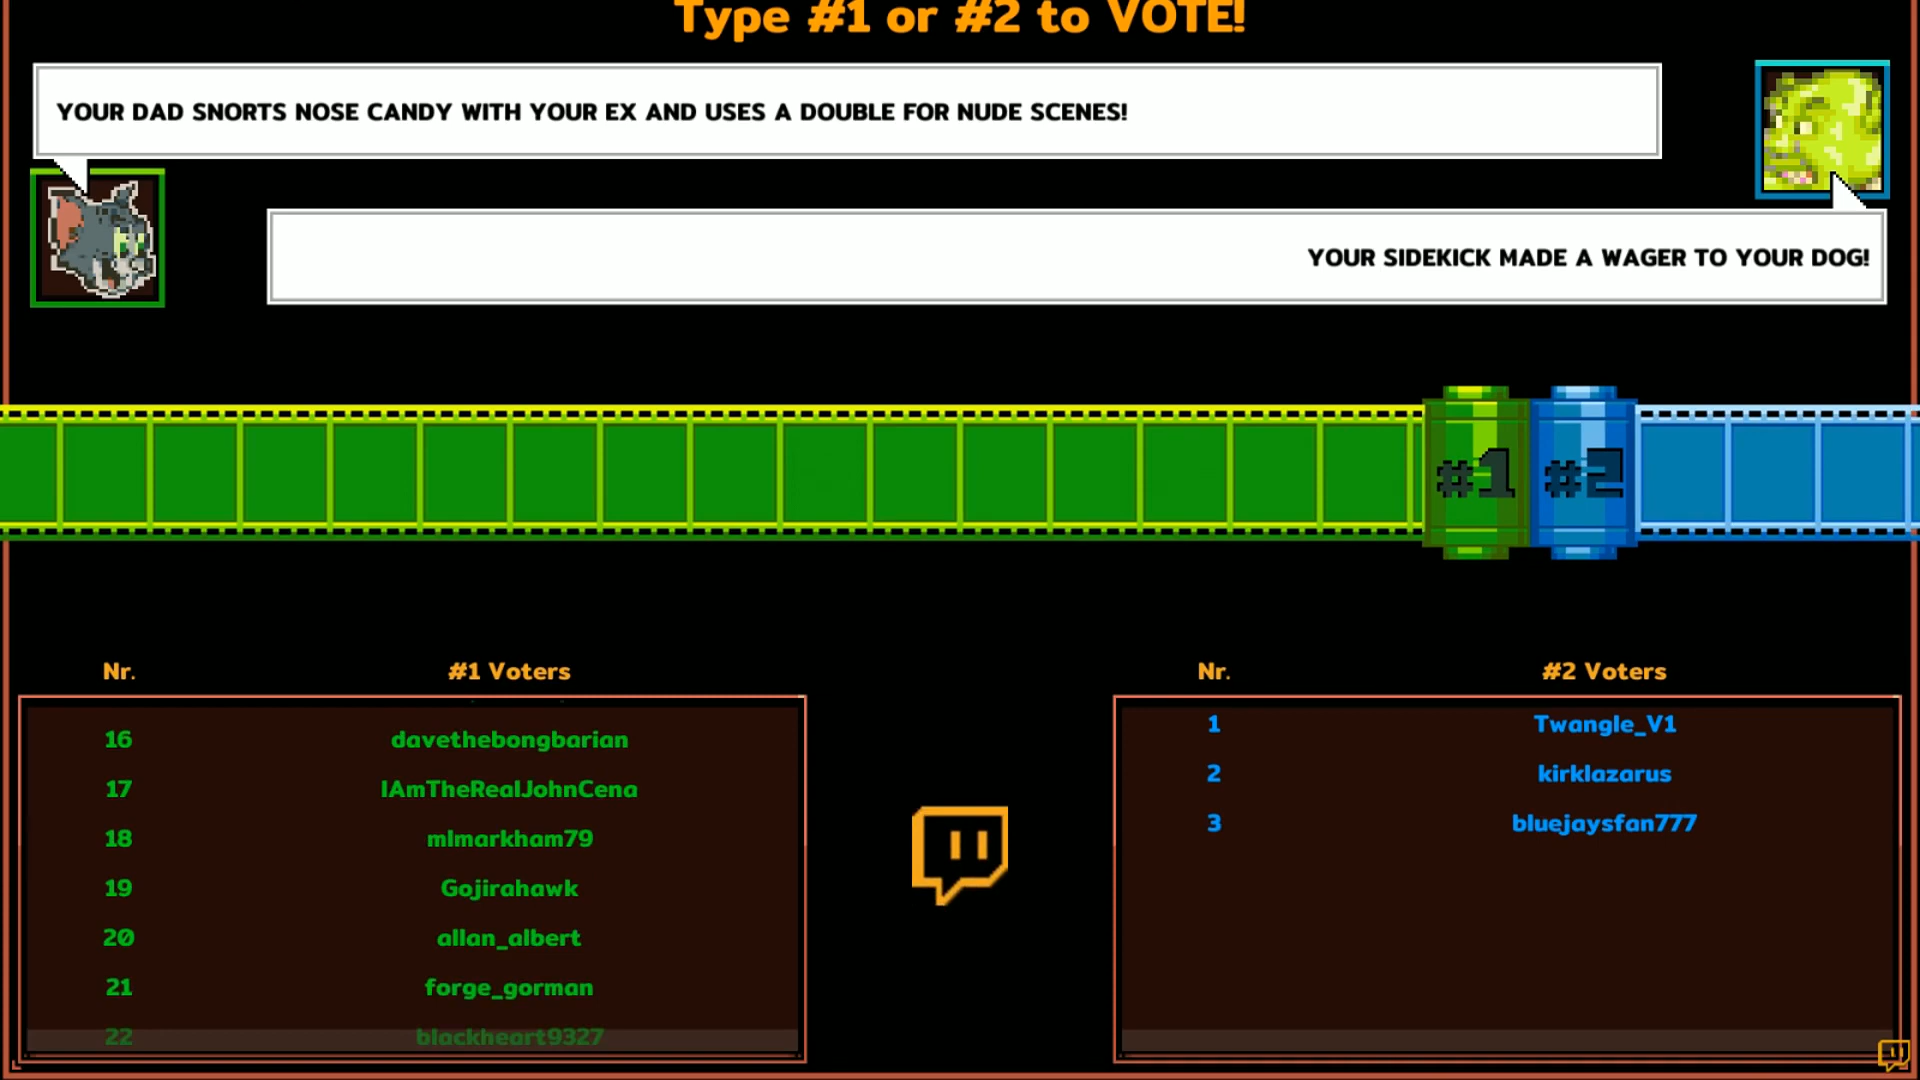 Type #1 or #2 to VOTE!
YOUR DAD SNORTS NOSE CANDY WITH YOUR EX AND USES A DOUBLE FOR NUDE SCENES!
YOUR SIDEKICK MADE A WAGER TO YOUR DOG!
#1 #2
Nr. #1 Voters
16 davethebongbarian
17 IAmTheRealJohnCena
18 mlmarkham79
19 Gojirahawk
20 allan_albert
21 forge_gorman
22 blackheart9327
Nr. #2 Voters
1 Twangle_V1
2 kirklazarus
3 bluejaysfan777